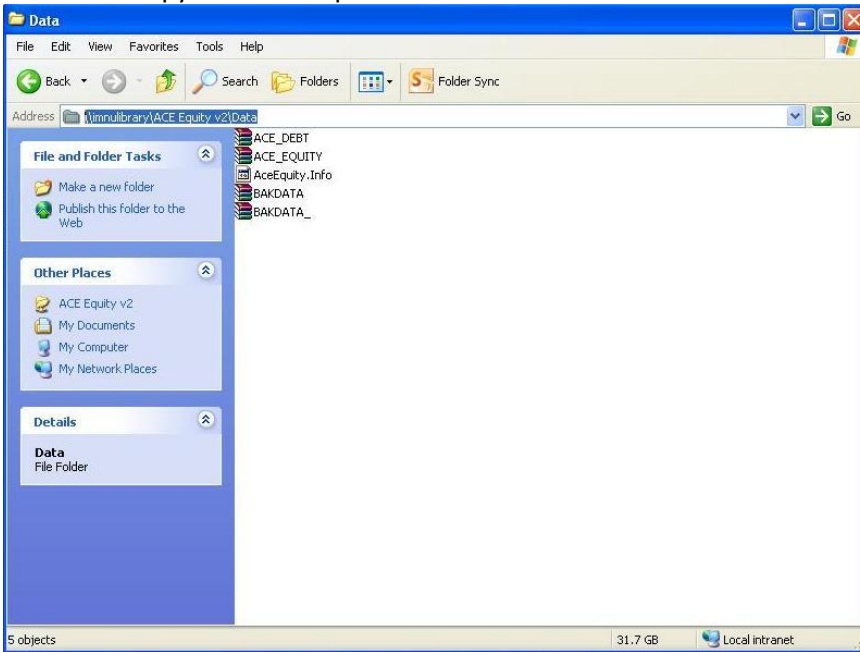 Data
File Edit View Favorites Tools Help
Back Search Folders Folder Sync
Address \\imnulibrary\ACE Equity v2\Data Go
File and Folder Tasks
Make a new folder
Publish this folder to the
Web
Other Places
ACE Equity v2
My Documents
My Computer
My Network Places
Details
Data
File Folder
ACE_DEBT
ACE_EQUITY
AceEquity.Info
BAKDATA
BAKDATA_
5 objects 31.7 GB Local intranet